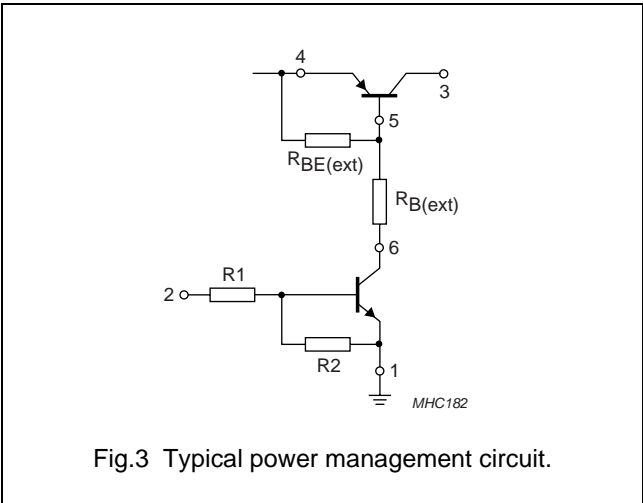 4
3
5
RBE(ext)
RB(ext)
6
R1
2
R2
1
MHC182
Fig.3 Typical power management circuit.